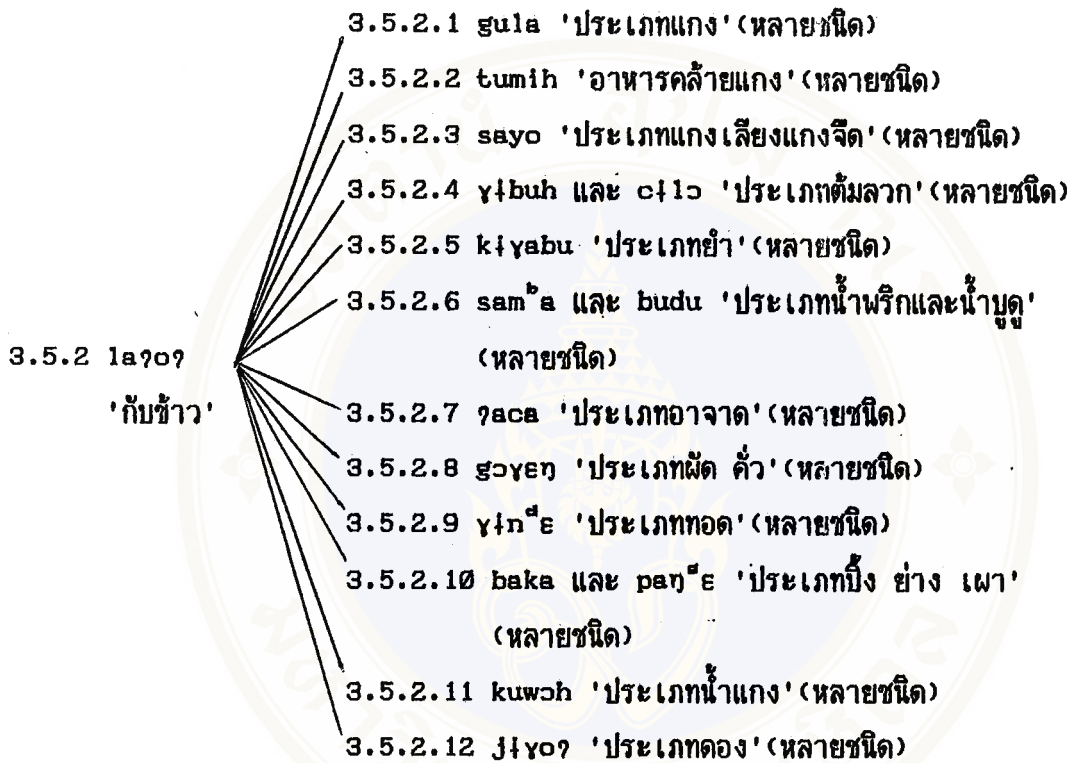 3.5.2.1 gula 'ประเภทแกง'(หลายชนิด)
3.5.2.2 tumih 'อาหารคล้ายแกง'(หลายชนิด)
3.5.2.3 sayo 'ประเภทแกงเลียงแกงจืด'(หลายชนิด)
3.5.2.4 ɣɨbuh และ cɨlɔ 'ประเภทต้มลวก'(หลายชนิด)
3.5.2.5 kɨɣabu 'ประเภทยำ'(หลายชนิด)
3.5.2.6 samᵇa และ budu 'ประเภทน้ำพริกและน้ำบูดู'
3.5.2 laʔoʔ (หลายชนิด)
'กับข้าว' 3.5.2.7 ʔaca 'ประเภทอาจาด'(หลายชนิด)
3.5.2.8 gɔɣɛŋ 'ประเภทผัด คั่ว'(หลายชนิด)
3.5.2.9 ɣɨnᵈɛ 'ประเภททอด'(หลายชนิด)
3.5.2.10 baka และ paŋᵍɛ 'ประเภทปิ้ง ย่าง เผา'
(หลายชนิด)
3.5.2.11 kuwɔh 'ประเภทน้ำแกง'(หลายชนิด)
3.5.2.12 jɨɣoʔ 'ประเภทดอง'(หลายชนิด)